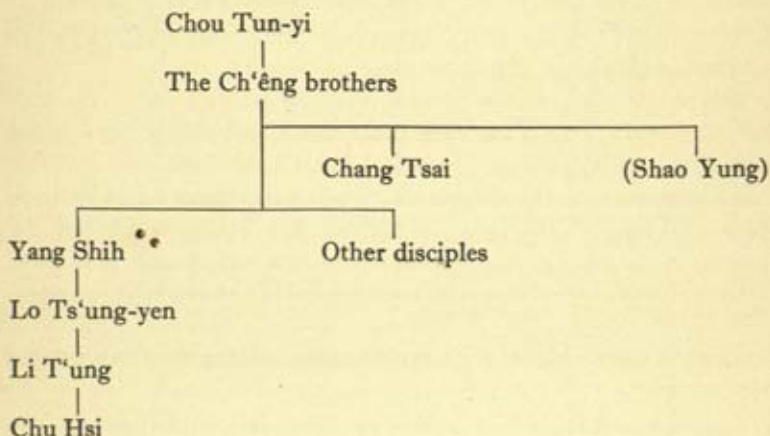 Chou Tun-yi
The Ch‘êng brothers
Chang Tsai (Shao Yung)
Yang Shih Other disciples
Lo Ts‘ung-yen
Li T‘ung
Chu Hsi